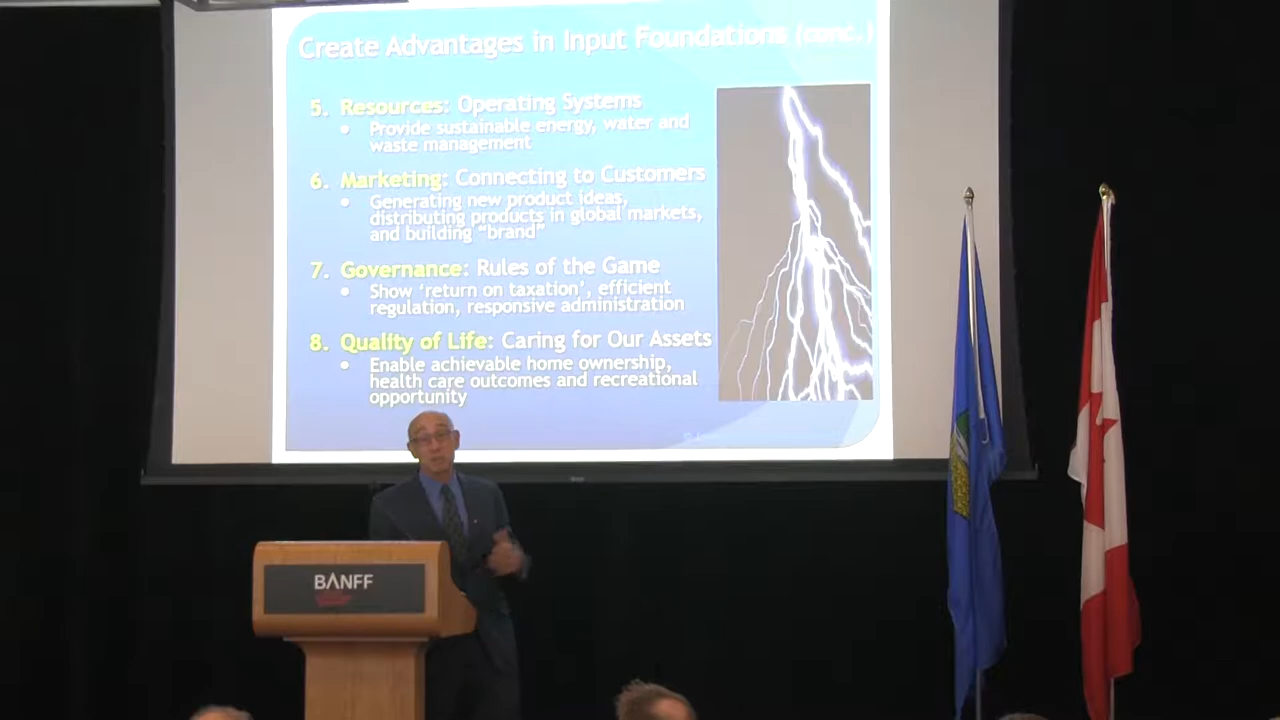 Create Advantages in Input Foundations (conc.)
5. Resources: Operating Systems
• Provide sustainable energy, water and
waste management
6. Marketing: Connecting to Customers
• Generating new product ideas,
distributing products in global markets,
and building “brand”
7. Governance: Rules of the Game
• Show ‘return on taxation’, efficient
regulation, responsive administration
8. Quality of Life: Caring for Our Assets
• Enable achievable home ownership,
health care outcomes and recreational
opportunity
BANFF